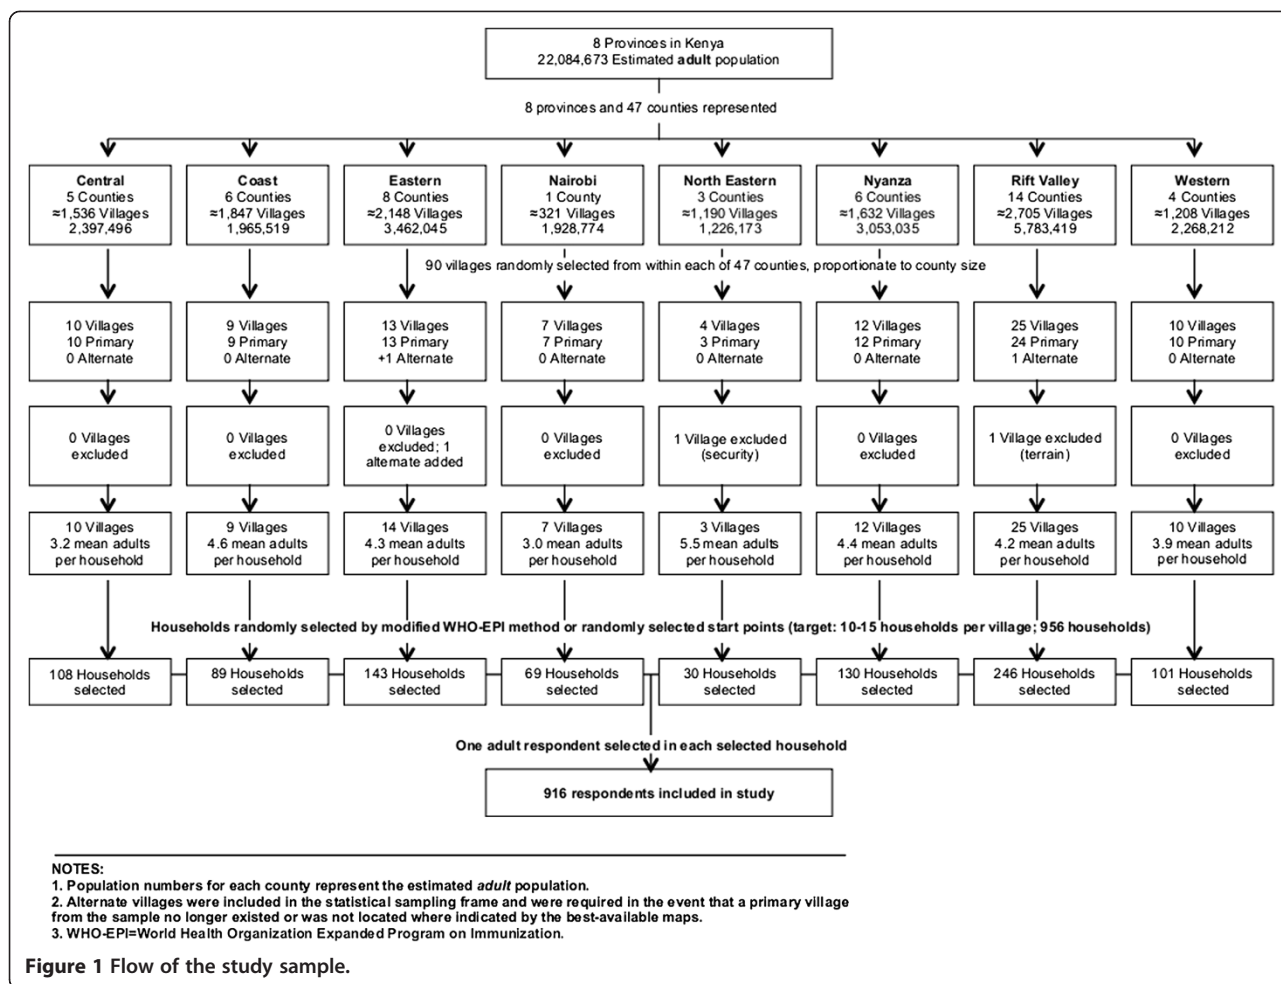 8 Provinces in Kenya
22,084,673 Estimated adult population
8 provinces and 47 counties represented
Central
5 Counties
≈1,536 Villages
2,397,496
Coast
6 Counties
≈1,847 Villages
1,965,519
Eastern
8 Counties
≈2,148 Villages
3,462,045
Nairobi
1 County
≈321 Villages
1,928,774
North Eastern
3 Counties
≈1,190 Villages
1,226,173
Nyanza
6 Counties
≈1,632 Villages
3,053,035
Rift Valley
14 Counties
≈2,705 Villages
5,783,419
Western
4 Counties
≈1,208 Villages
2,268,212
90 villages randomly selected from within each of 47 counties, proportionate to county size
10 Villages
10 Primary
0 Alternate
9 Villages
9 Primary
0 Alternate
13 Villages
13 Primary
+1 Alternate
7 Villages
7 Primary
0 Alternate
4 Villages
3 Primary
0 Alternate
12 Villages
12 Primary
0 Alternate
25 Villages
24 Primary
1 Alternate
10 Villages
10 Primary
0 Alternate
0 Villages
excluded
0 Villages
excluded
0 Villages
excluded; 1
alternate added
0 Villages
excluded
1 Village excluded
(security)
0 Villages
excluded
1 Village excluded
(terrain)
0 Villages
excluded
10 Villages
3.2 mean adults
per household
9 Villages
4.6 mean adults
per household
14 Villages
4.3 mean adults
per household
7 Villages
3.0 mean adults
per household
3 Villages
5.5 mean adults
per household
12 Villages
4.4 mean adults
per household
25 Villages
4.2 mean adults
per household
10 Villages
3.9 mean adults
per household
Households randomly selected by modified WHO-EPI method or randomly selected start points (target: 10-15 households per village; 956 households)
108 Households
selected
89 Households
selected
143 Households
selected
69 Households
selected
30 Households
selected
130 Households
selected
246 Households
selected
101 Households
selected
One adult respondent selected in each selected household
916 respondents included in study
NOTES:
1. Population numbers for each county represent the estimated adult population.
2. Alternate villages were included in the statistical sampling frame and were required in the event that a primary village
from the sample no longer existed or was not located where indicated by the best-available maps.
3. WHO-EPI=World Health Organization Expanded Program on Immunization.
Figure 1 Flow of the study sample.